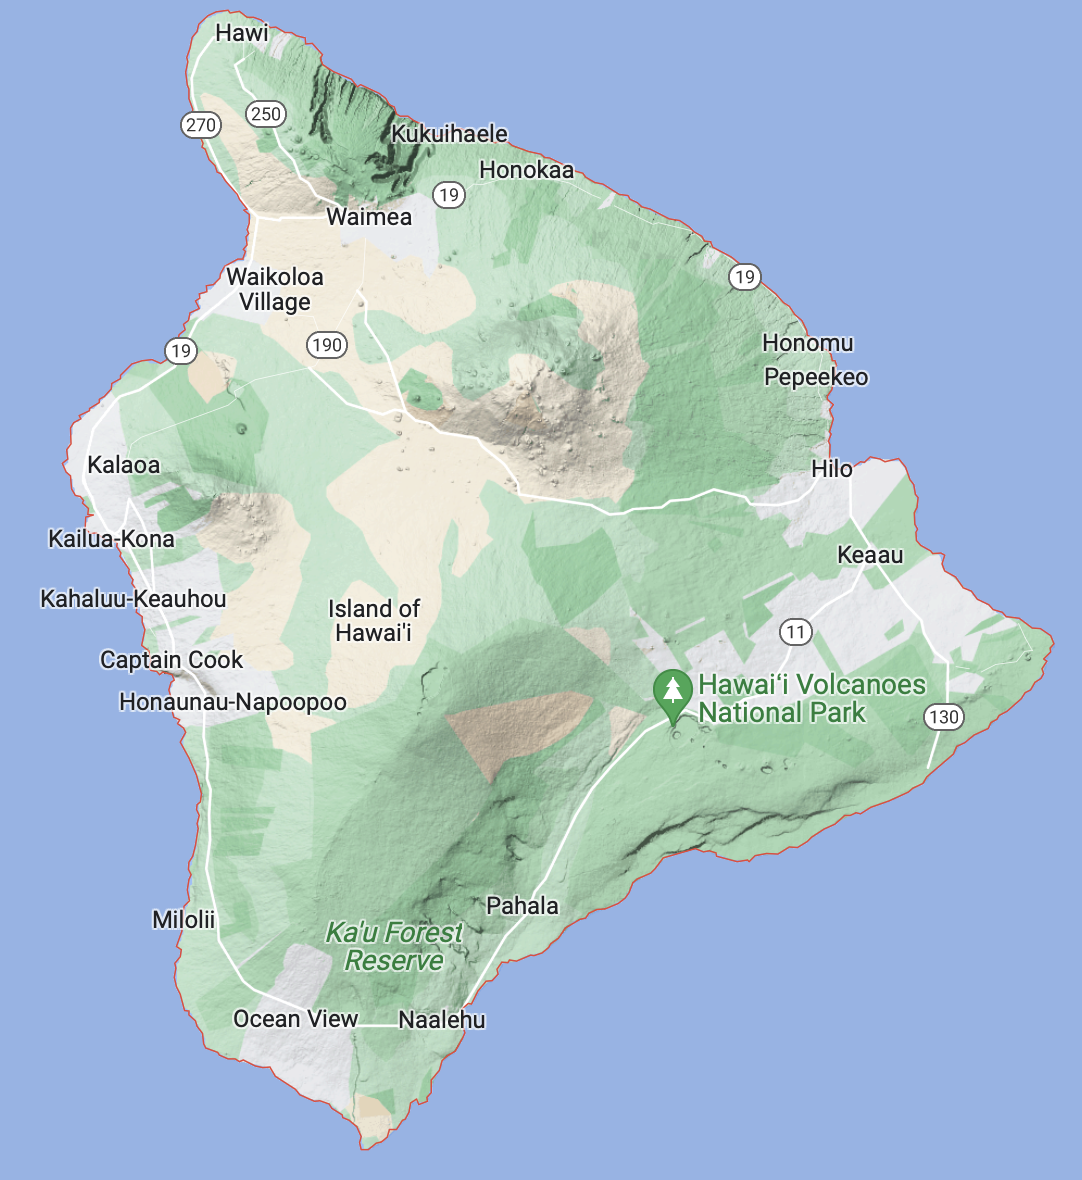 Hawi
250
270
Kukuihaele
Honokaa
19
Waimea
Waikoloa
Village
19
190
19
Honomu
Pepeekeo
Kalaoa
Hilo
Kailua-Kona
Keaau
Kahaluu-Keauhou
Island of
Hawai'i
11
Captain Cook
Honaunau-Napoopoo
Hawaiʻi Volcanoes
National Park
130
Pahala
Milolii
Ka'u Forest
Reserve
Ocean View
Naalehu